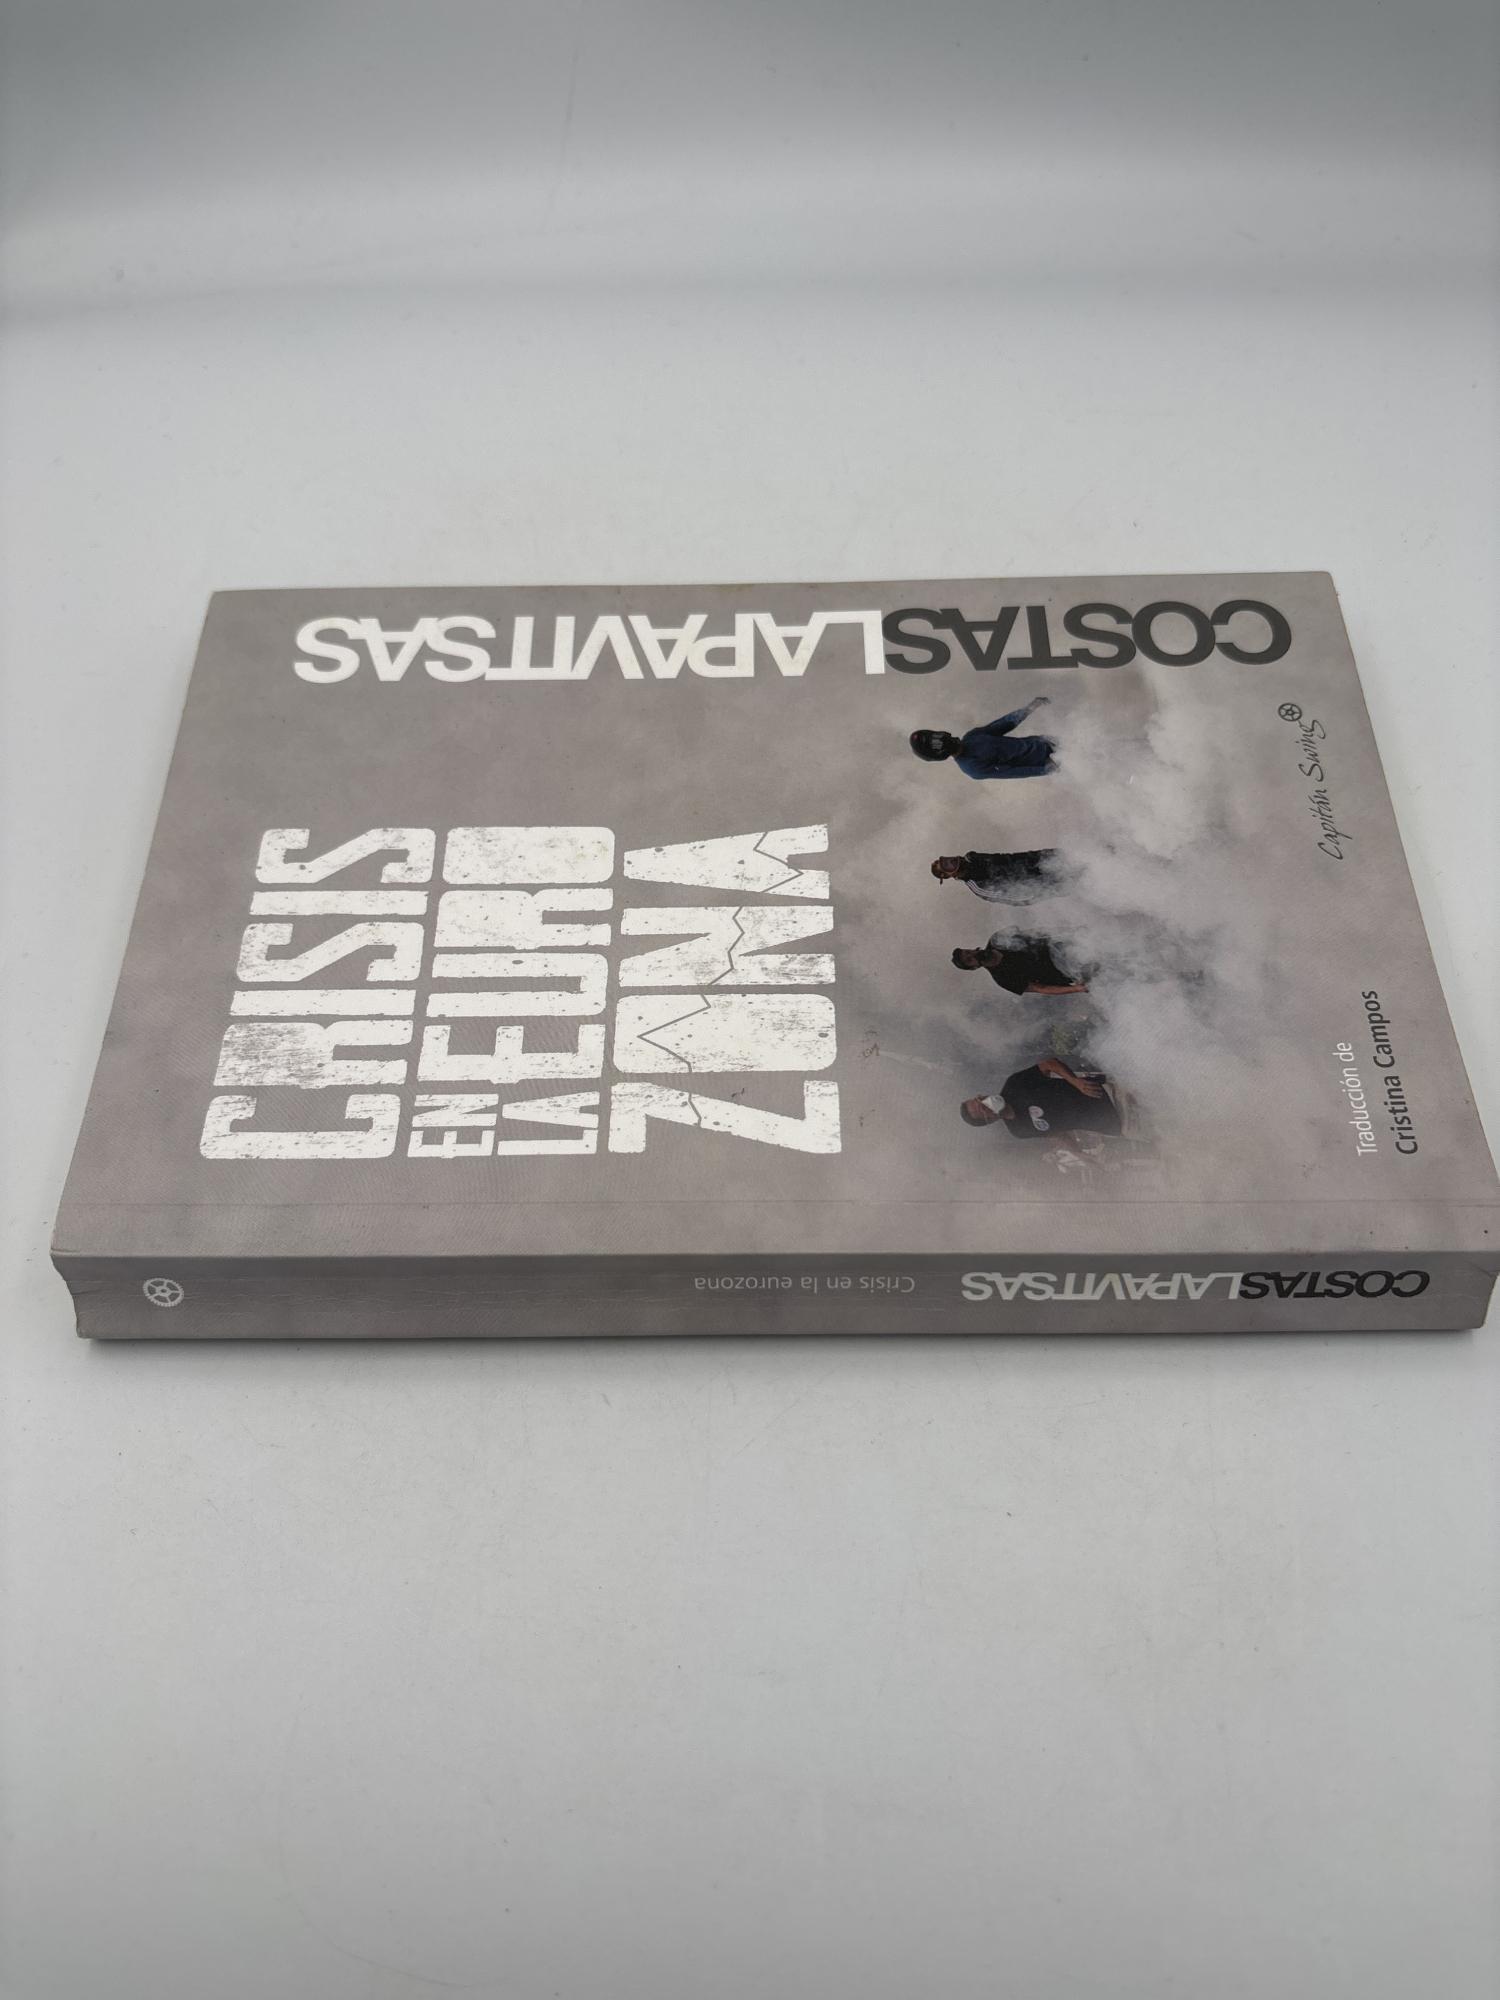 COSTASLAPAVITSAS
CRISIS
EN
LA
EURO
ZONA
Capitán Swing
Traducción de
Cristina Campos
COSTASLAPAVITSAS
Crisis en la eurozona